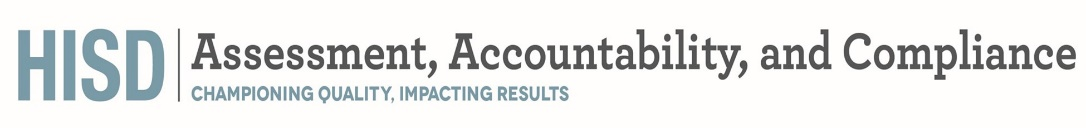 HISD
Assessment, Accountability, and Compliance
CHAMPIONING QUALITY, IMPACTING RESULTS